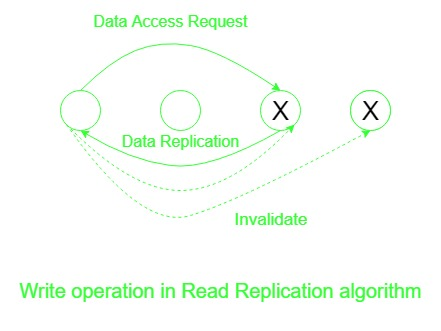 Data Access Request
X X
Data Replication
Invalidate
Write operation in Read Replication algorithm